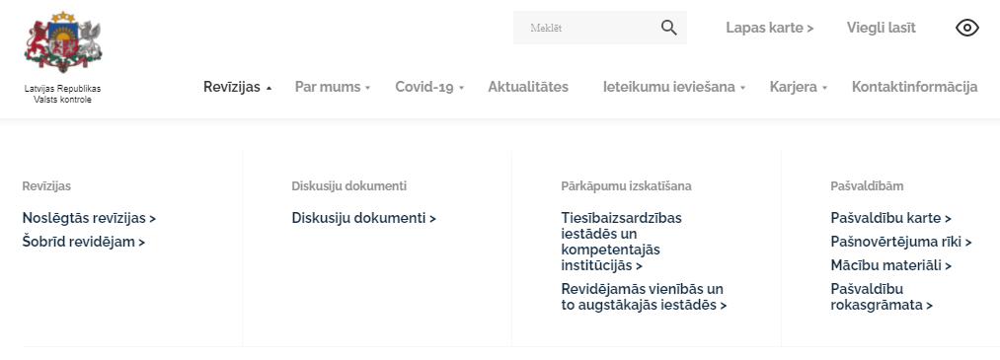 Meklēt
Lapas karte >
Viegli lasīt
Latvijas Republikas
Valsts kontrole
Revīzijas
Par mums
Covid-19
Aktualitātes
Ieteikumu ieviešana
Karjera
Kontaktinformācija
Revīzijas
Noslēgtās revīzijas >
Šobrīd revidējam >
Diskusiju dokumenti
Diskusiju dokumenti >
Pārkāpumu izskatīšana
Tiesībaizsardzības
iestādēs un
kompetentajās
institūcijās >
Revidējamās vienībās un
to augstākajās iestādēs >
Pašvaldībām
Pašvaldību karte >
Pašnovērtējuma rīki >
Mācību materiāli >
Pašvaldību
rokasgrāmata >